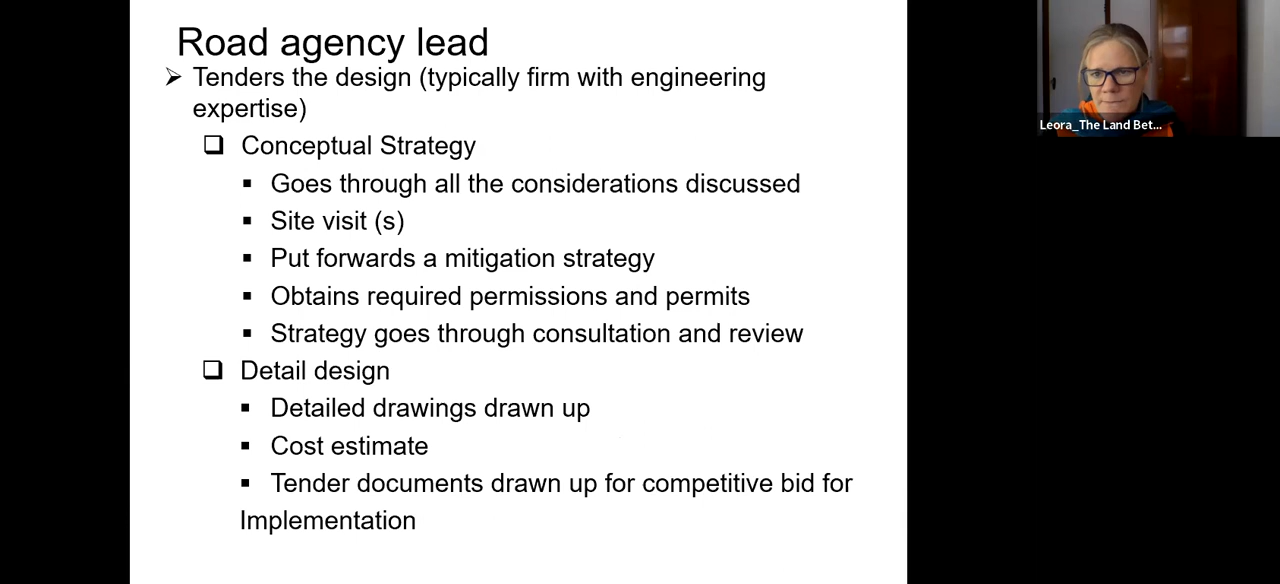 Road agency lead
Tenders the design (typically firm with engineering
expertise)
Conceptual Strategy
Goes through all the considerations discussed
Site visit (s)
Put forwards a mitigation strategy
Obtains required permissions and permits
Strategy goes through consultation and review
Detail design
Detailed drawings drawn up
Cost estimate
Tender documents drawn up for competitive bid for
Implementation
Leora_The Land Bet...